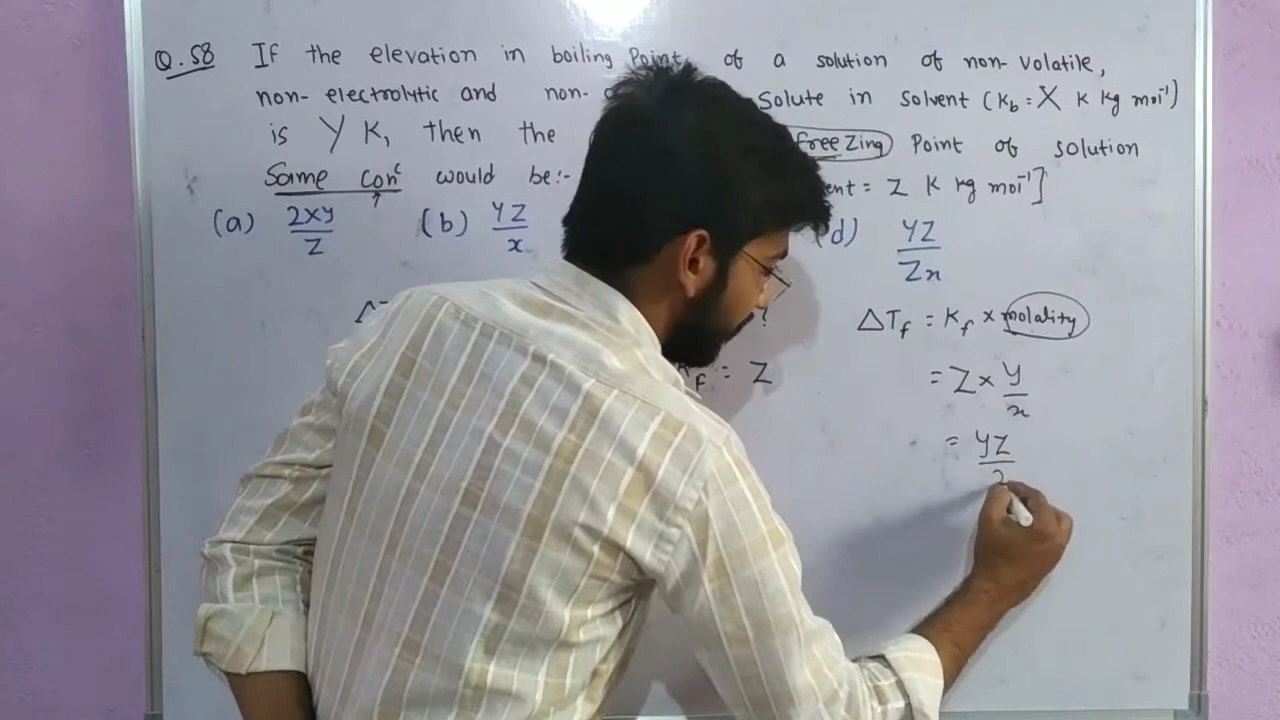 Q.58 If the elevation in boiling Point of a solution of non-Volatile,
non-electrolytic and non- Solute in solvent (Kb = X K Kg mol⁻¹)
is Y K, then the freezing Point of solution
Same conc would be:- = Z K Kg mol⁻¹]
(a) 2xy/Z (b) YZ/x (d) YZ/Zx
? ΔTf = Kf × molality
Kf = Z = Z × y/x
= YZ